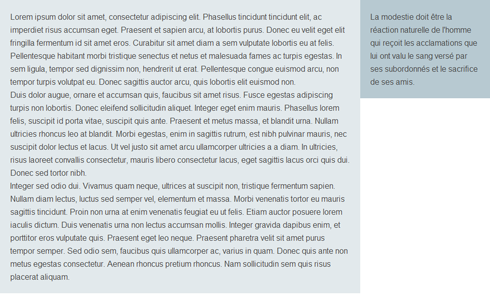 Lorem ipsum dolor sit amet, consectetur adipiscing elit. Phasellus tincidunt tincidunt elit, ac
imperdiet risus accumsan eget. Praesent et sapien arcu, at lobortis purus. Donec eu velit eget elit
fringilla fermentum id sit amet eros. Curabitur sit amet diam a sem vulputate lobortis eu at felis.
Pellentesque habitant morbi tristique senectus et netus et malesuada fames ac turpis egestas. In
sem ligula, tempor sed dignissim non, hendrerit ut erat. Pellentesque congue euismod arcu, non
tempor turpis volutpat eu. Donec sagittis auctor arcu, quis lobortis elit euismod non.
Duis dolor augue, ornare et accumsan quis, faucibus sit amet risus. Fusce egestas adipiscing
turpis non lobortis. Donec eleifend sollicitudin aliquet. Integer eget enim mauris. Phasellus lorem
felis, suscipit id porta vitae, suscipit quis ante. Praesent et metus massa, et blandit urna. Nullam
ultricies rhoncus leo at blandit. Morbi egestas, enim in sagittis rutrum, est nibh pulvinar mauris, nec
suscipit dolor lectus et lacus. Ut vel justo sit amet arcu ullamcorper ultricies a a diam. In ultricies,
risus laoreet convallis consectetur, mauris libero consectetur lacus, eget sagittis lacus orci quis dui.
Donec sed tortor nibh.
Integer sed odio dui. Vivamus quam neque, ultrices at suscipit non, tristique fermentum sapien.
Nullam diam lectus, luctus sed semper vel, elementum et massa. Morbi venenatis tortor eu mauris
sagittis tincidunt. Proin non urna at enim venenatis feugiat eu ut felis. Etiam auctor posuere lorem
iaculis dictum. Duis venenatis urna non lectus accumsan mollis. Integer gravida dapibus enim, et
porttitor eros vulputate quis. Praesent eget leo neque. Praesent pharetra velit sit amet purus
tempor semper. Sed odio sem, faucibus quis ullamcorper ac, varius in quam. Donec quis ante non
metus egestas consectetur. Aenean rhoncus pretium rhoncus. Nam sollicitudin sem quis risus
placerat aliquam.
La modestie doit être la
réaction naturelle de l'homme
qui reçoit les acclamations que
lui ont valu le sang versé par
ses subordonnés et le sacrifice
de ses amis.